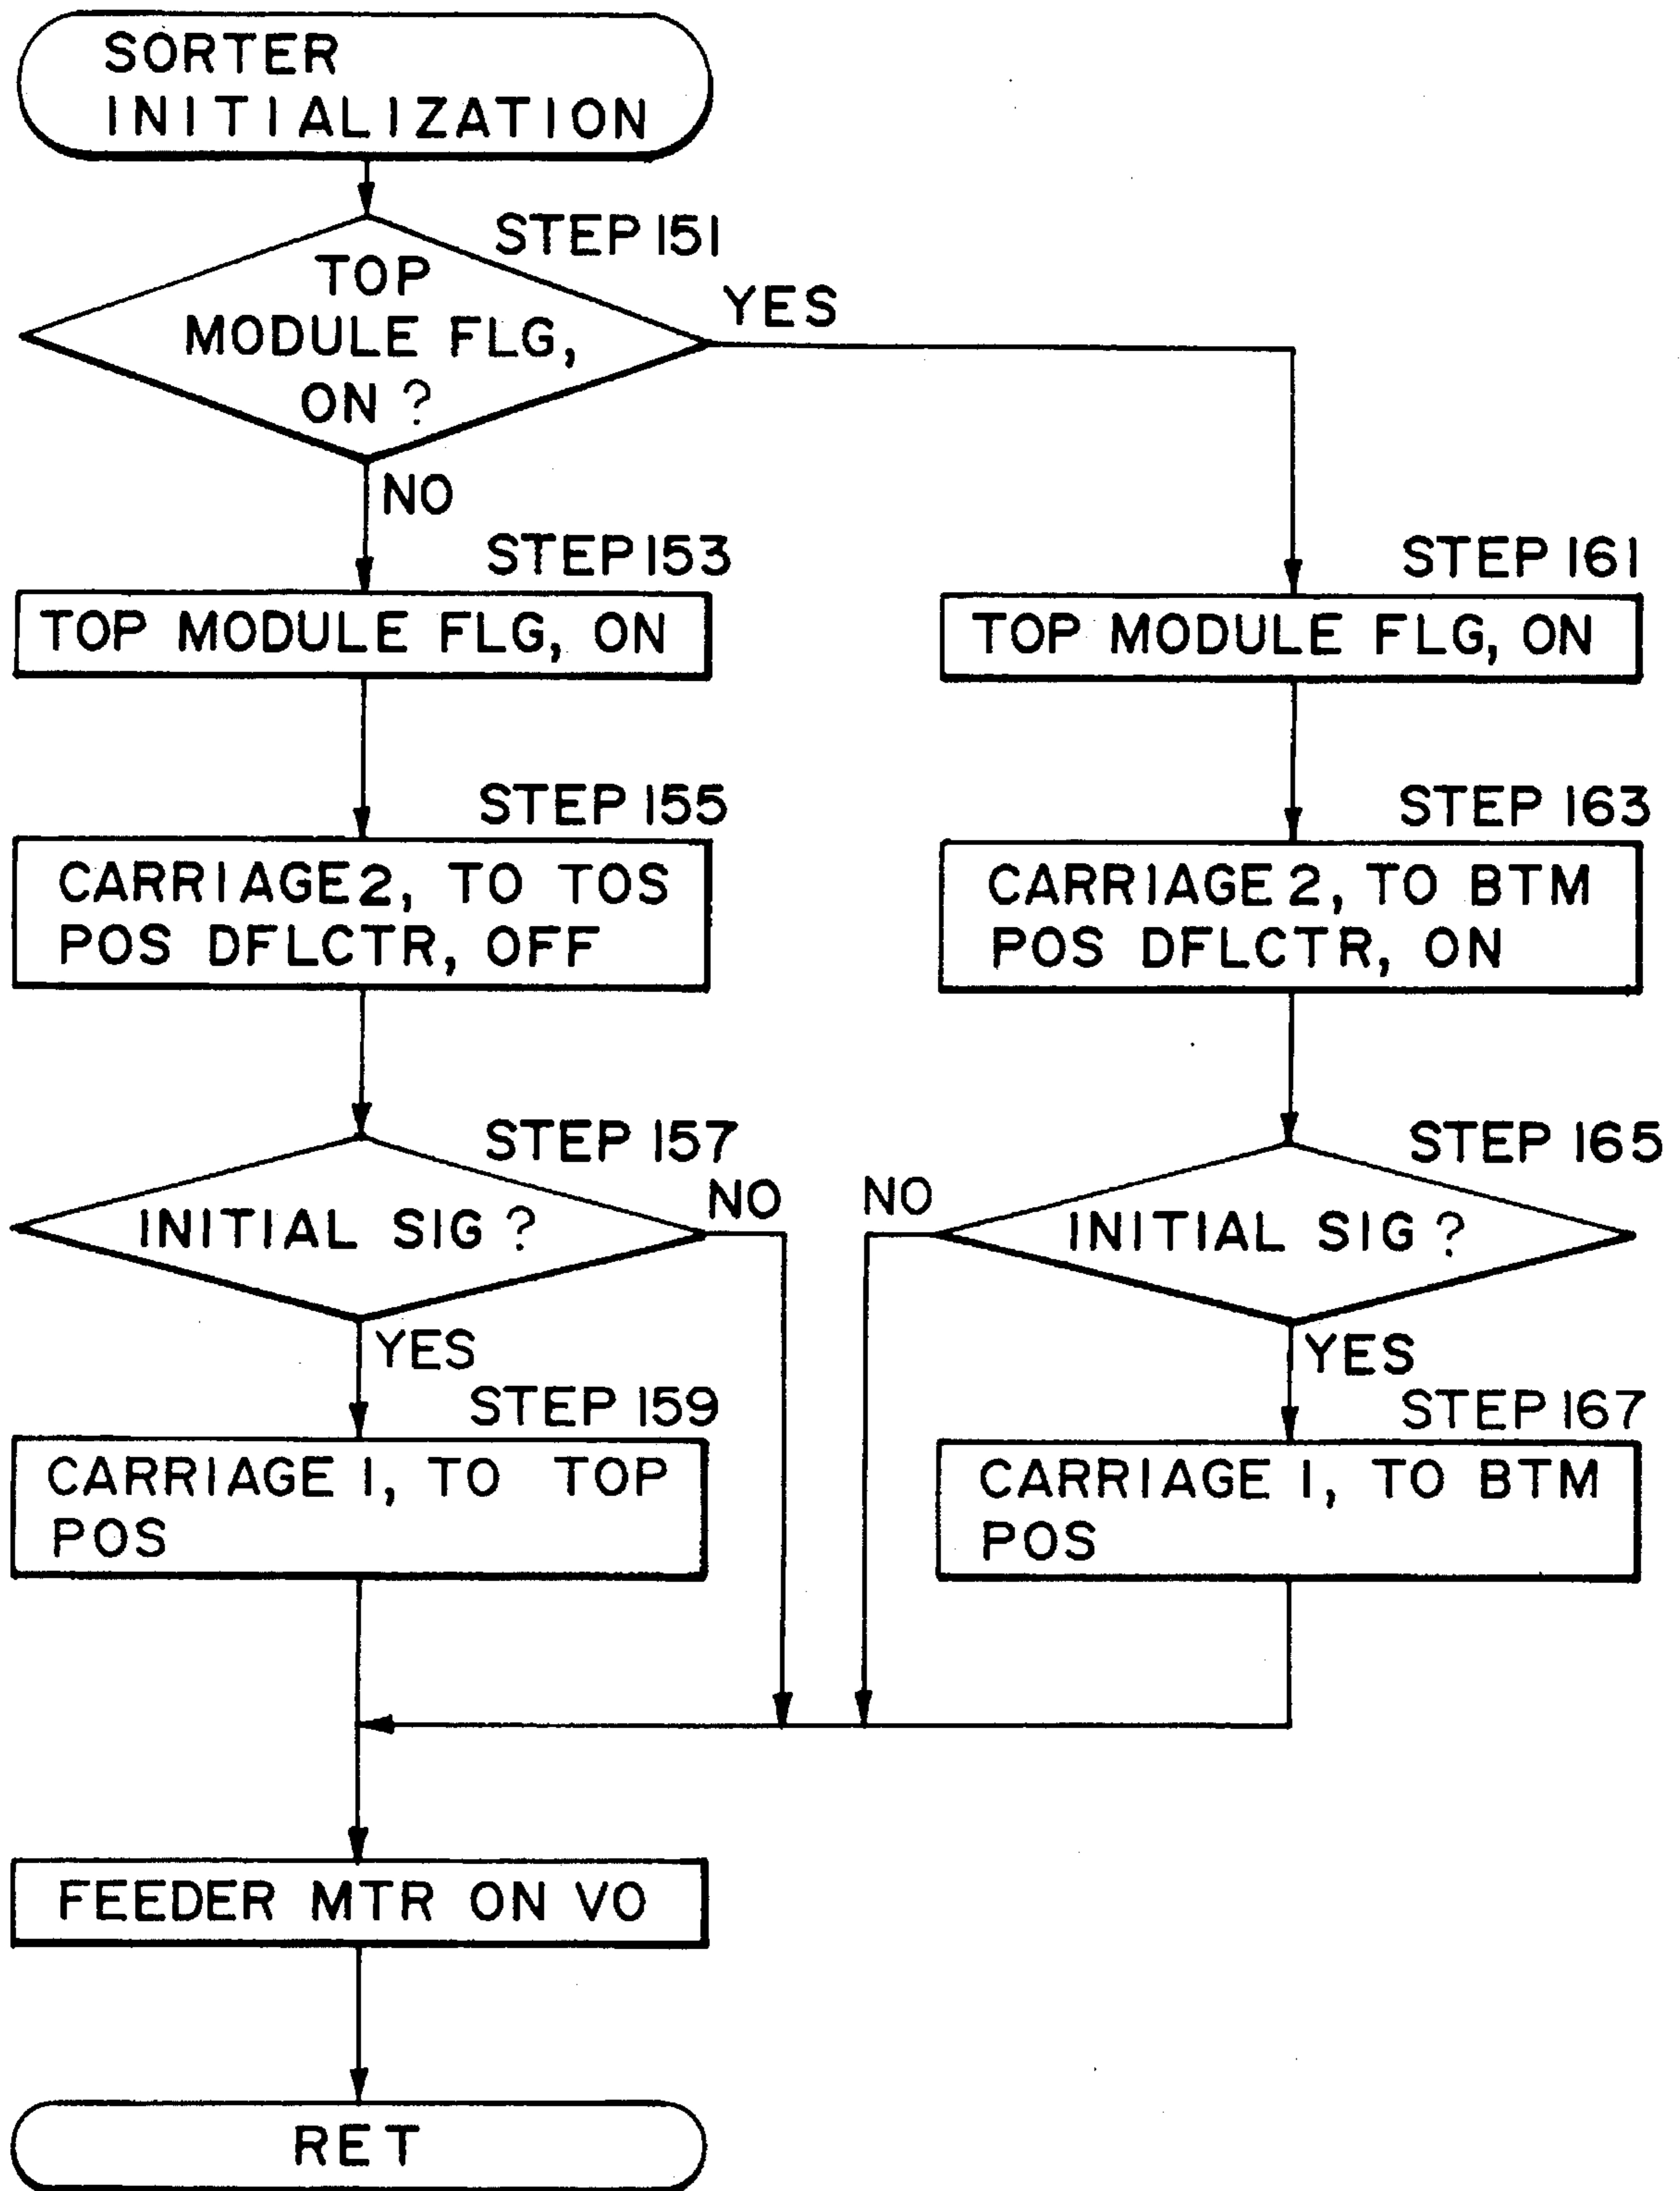 SORTER
INITIALIZATION
STEP 151
TOP
MODULE FLG,
ON ?
YES
NO
STEP 153
TOP MODULE FLG, ON
STEP 161
TOP MODULE FLG, ON
STEP 155
CARRIAGE 2, TO TOS
POS DFLCTR, OFF
STEP 163
CARRIAGE 2, TO BTM
POS DFLCTR, ON
STEP 157
INITIAL SIG ?
NO
YES
STEP 165
NO
INITIAL SIG ?
YES
STEP 159
CARRIAGE 1, TO TOP
POS
STEP 167
CARRIAGE 1, TO BTM
POS
FEEDER MTR ON VO
RET